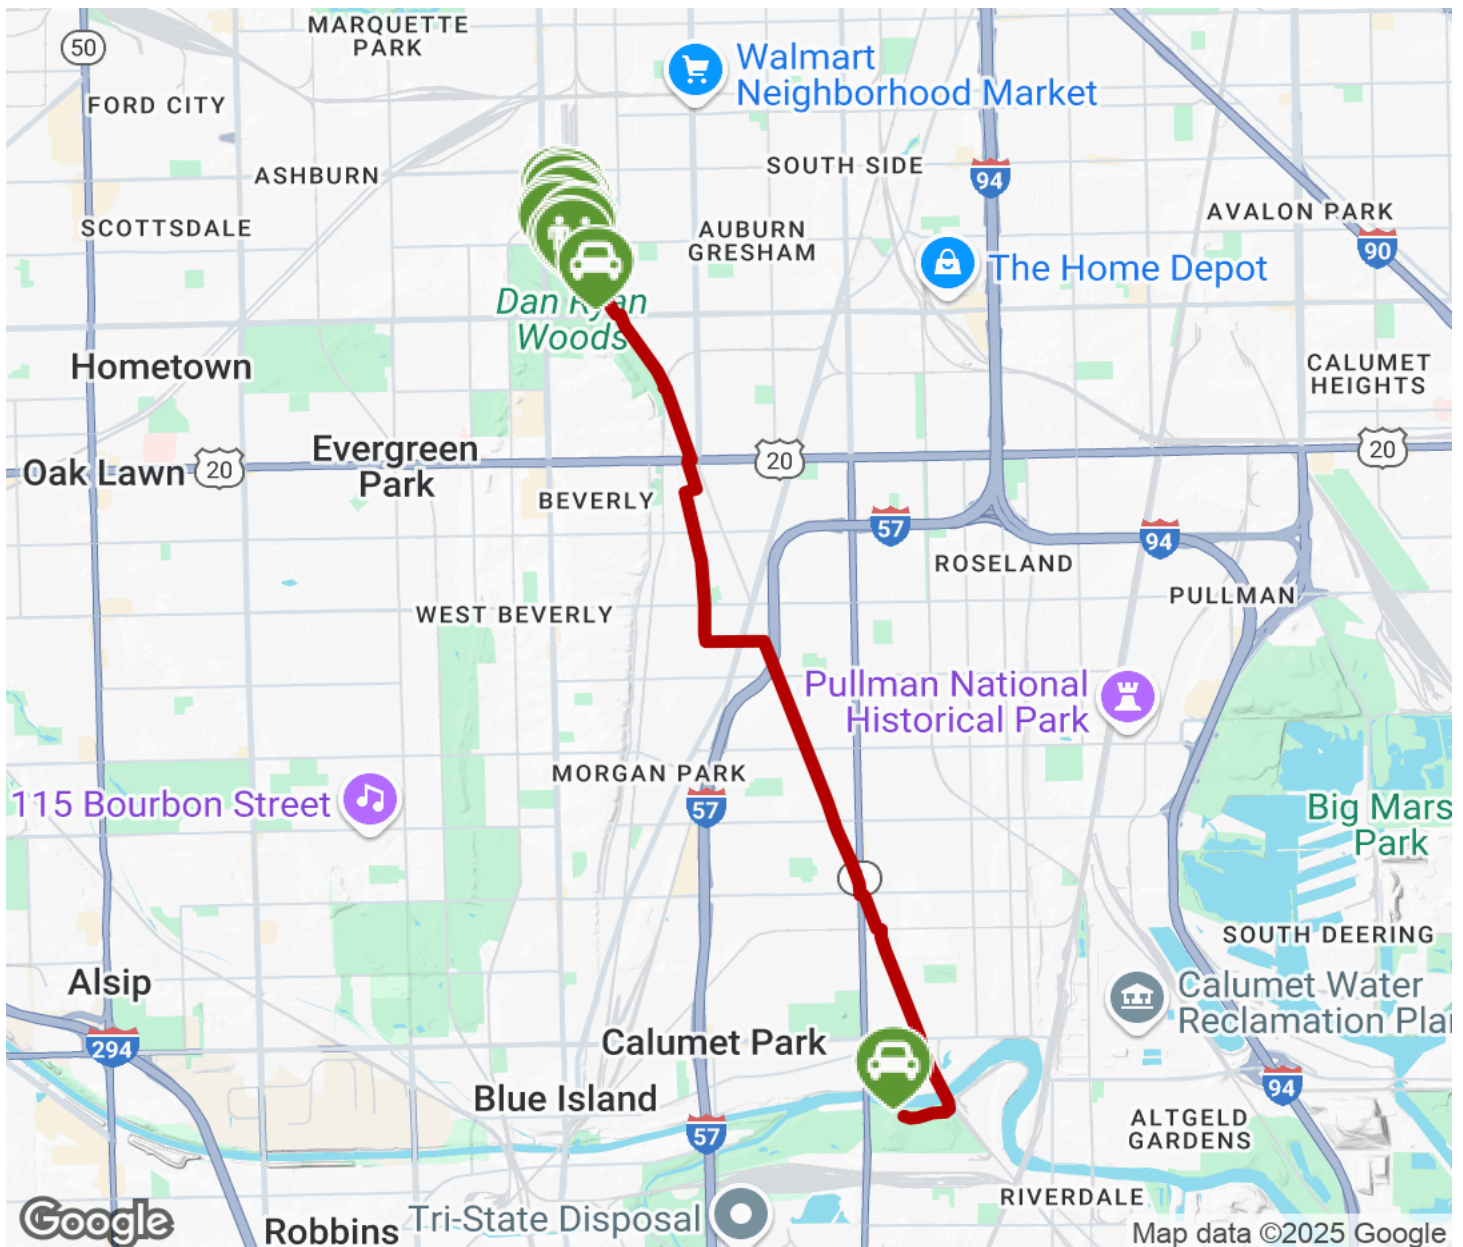 MARQUETTE
PARK
50
Walmart
Neighborhood Market
FORD CITY
ASHBURN
SOUTH SIDE
94
SCOTTSDALE
AVALON PARK
AUBURN
GRESHAM
90
The Home Depot
Dan Ryan
Woods
Hometown
CALUMET
HEIGHTS
Evergreen
Park
20
20
Oak Lawn
20
BEVERLY
57
94
ROSELAND
PULLMAN
WEST BEVERLY
Pullman National
Historical Park
MORGAN PARK
115 Bourbon Street
57
Big Mars
Park
SOUTH DEERING
Alsip
Calumet Water
Reclamation Plan
294
Calumet Park
Blue Island
94
57
ALTGELD
GARDENS
RIVERDALE
Google
Robbins
Tri-State Disposal
Map data ©2025 Google